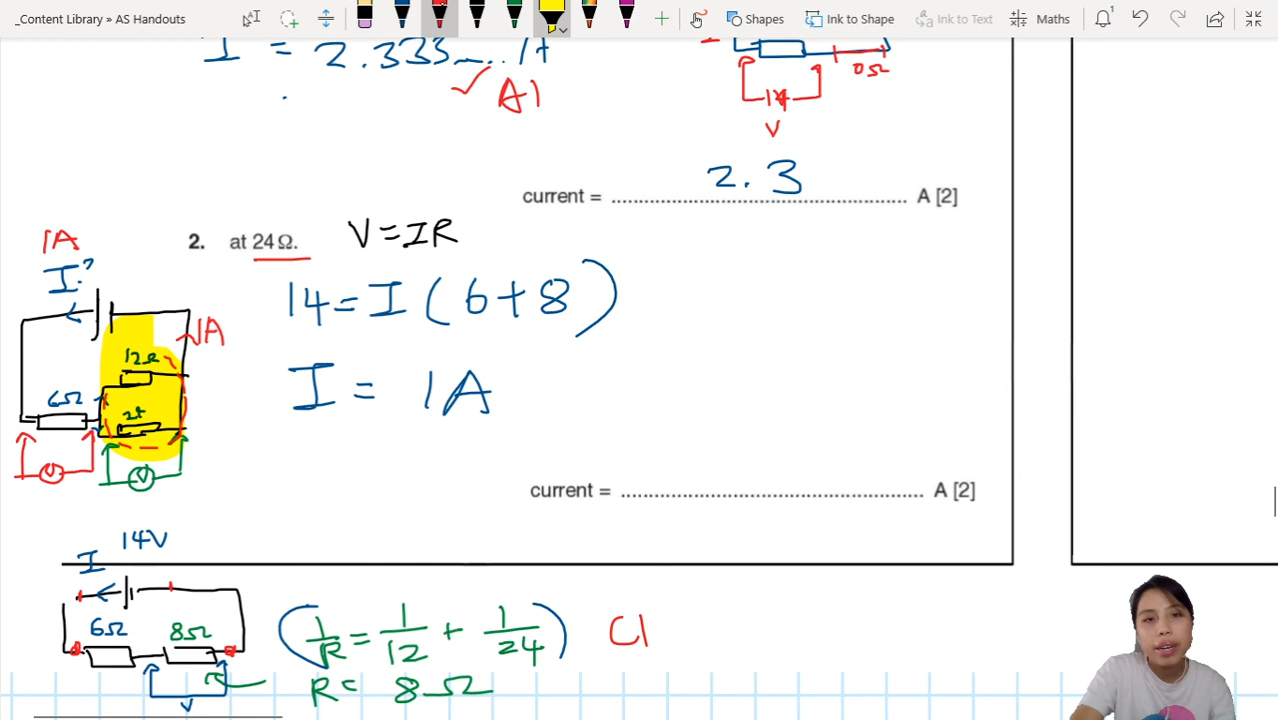 _Content Library » AS Handouts
Shapes
Ink to Shape
Ink to Text
Maths
I = 2.333.... A
A1
0Ω
14
V
2.3
current = A [2]
1A
I?
2. at 24Ω.
V=IR
14=I(6+8)
1A
12Ω
6Ω
24
I = 1A
V
V
current = A [2]
14V
I
6Ω
8Ω
1/R = 1/12 + 1/24
C1
R= 8Ω
V